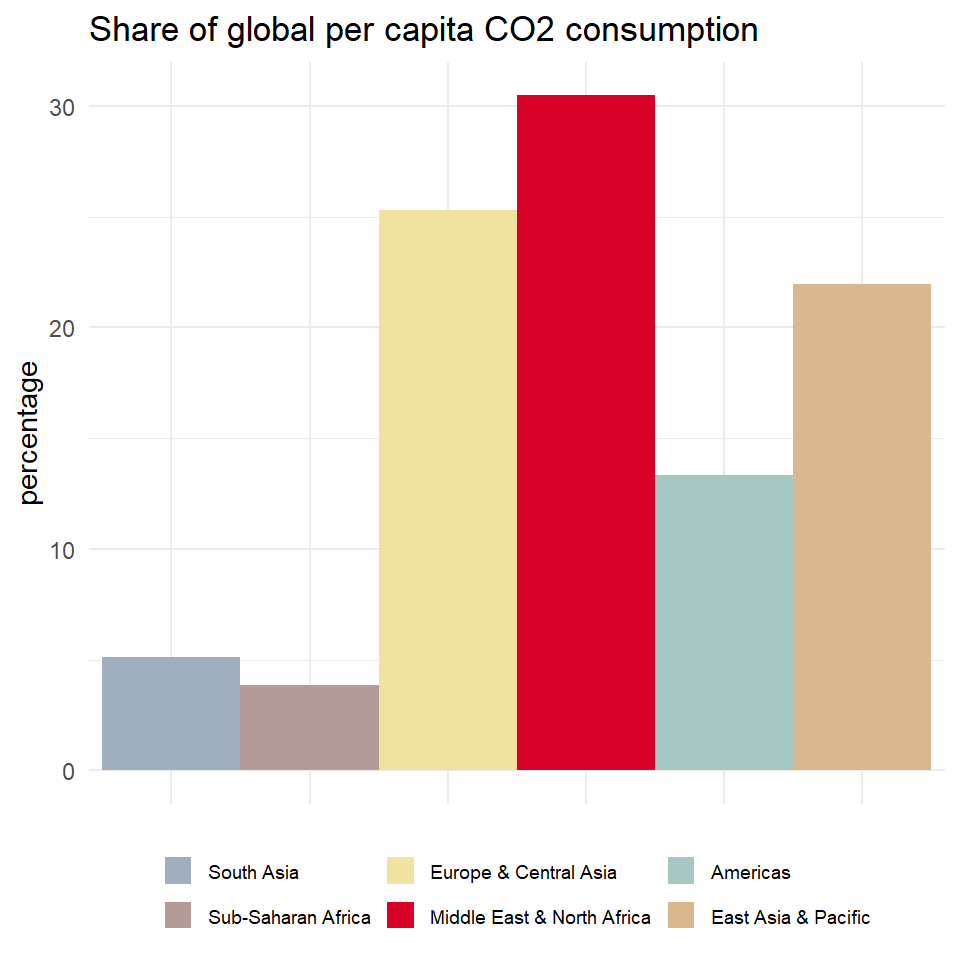 Share of global per capita CO2 consumption
30
20
10
0
percentage
South Asia
Europe & Central Asia
Americas
Sub-Saharan Africa
Middle East & North Africa
East Asia & Pacific